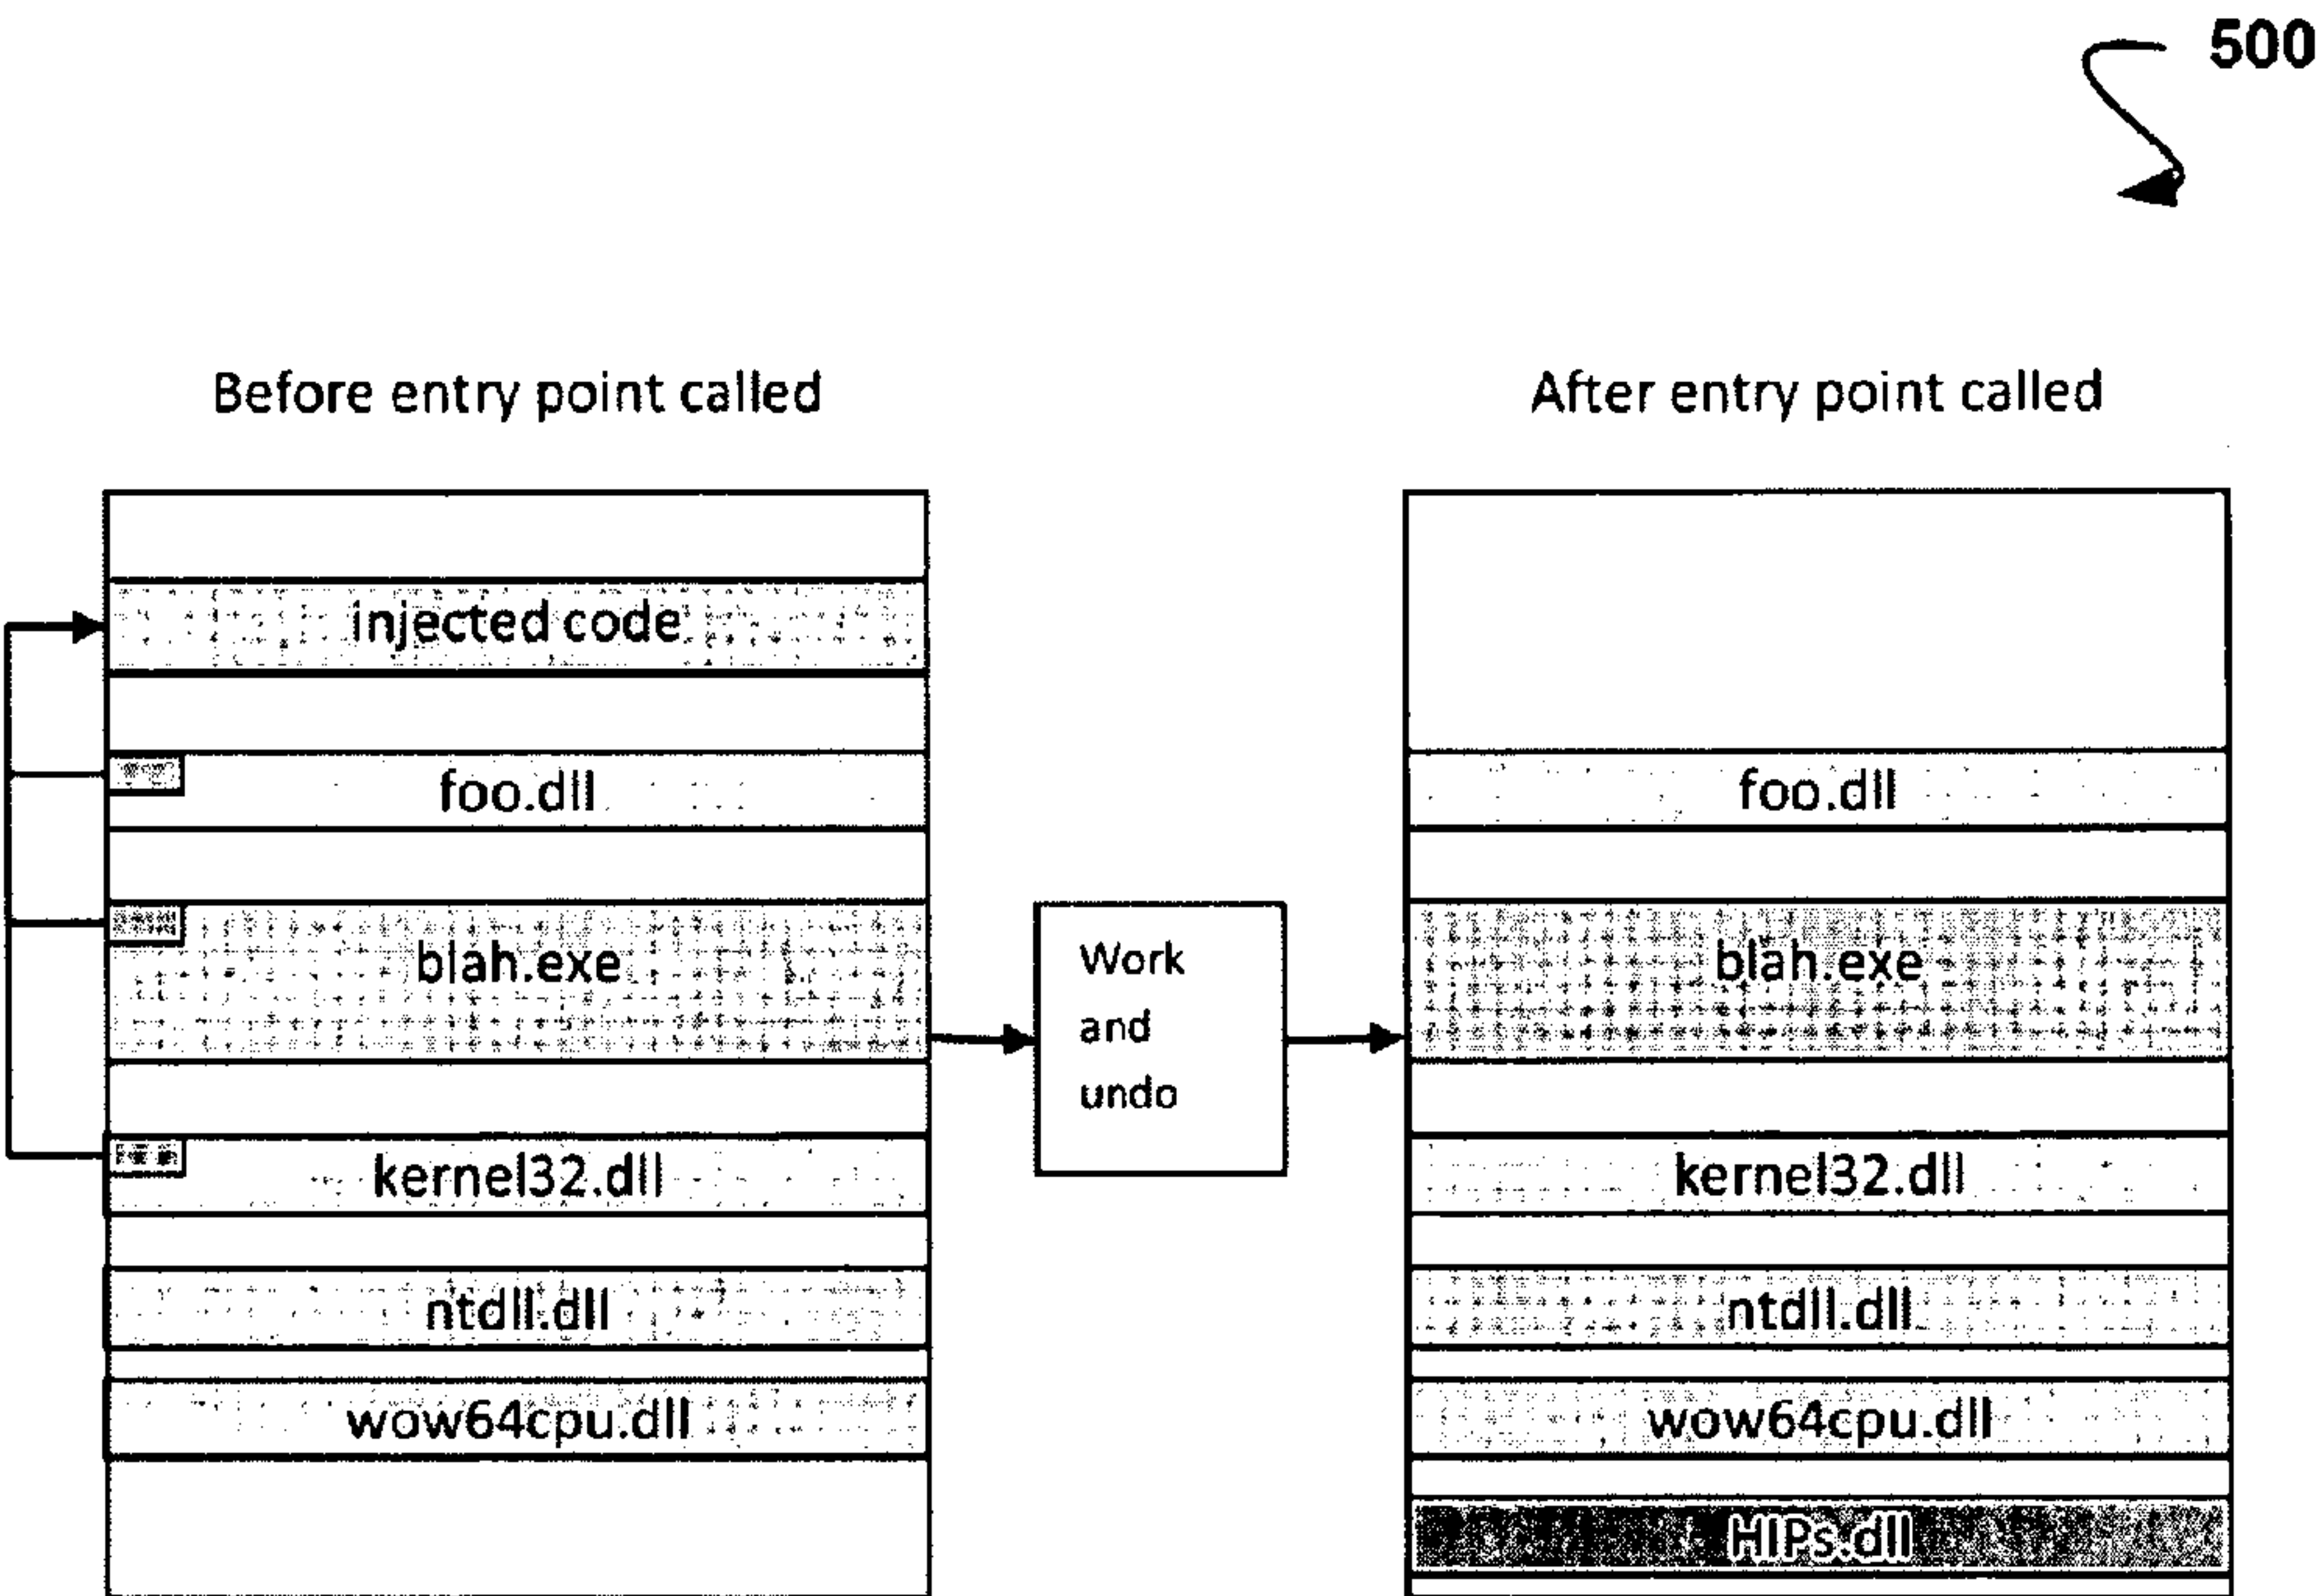 500
Before entry point called
After entry point called
injected code
foo.dll
blah.exe
kernel32.dll
ntdll.dll
wow64cpu.dll
Work
and
undo
foo.dll
blah.exe
kernel32.dll
ntdll.dll
wow64cpu.dll
HIPs.dll